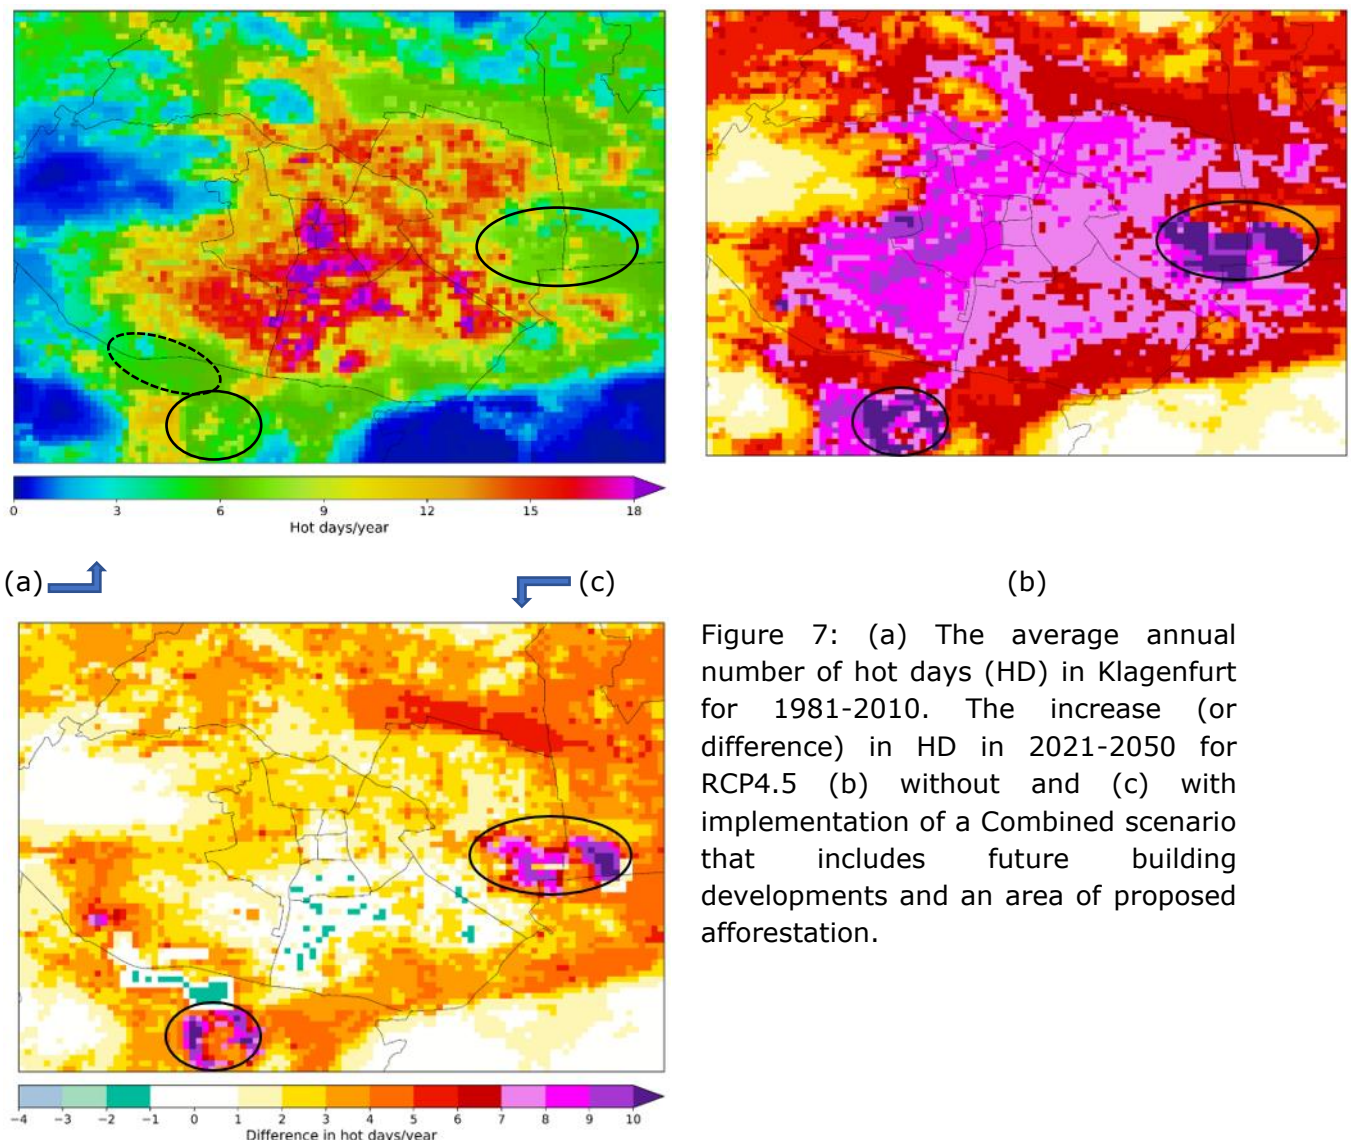 0 3 6 9 12 15 18
Hot days/year
(a) (c) (b)
Figure 7: (a) The average annual
number of hot days (HD) in Klagenfurt
for 1981-2010. The increase (or
difference) in HD in 2021-2050 for
RCP4.5 (b) without and (c) with
implementation of a Combined scenario
that includes future building
developments and an area of proposed
afforestation.
−4 −3 −2 −1 0 1 2 3 4 5 6 7 8 9 10
Difference in hot days/year